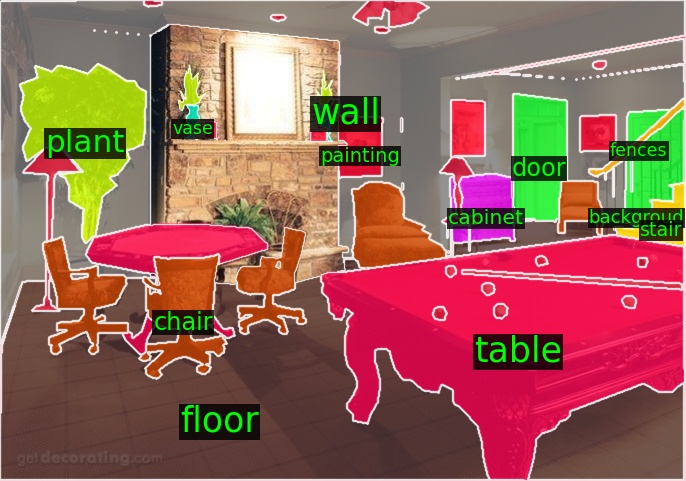 plant
vase
wall
painting
door
fences
cabinet
backgroud
stair
chair
table
floor
getdecorating.com